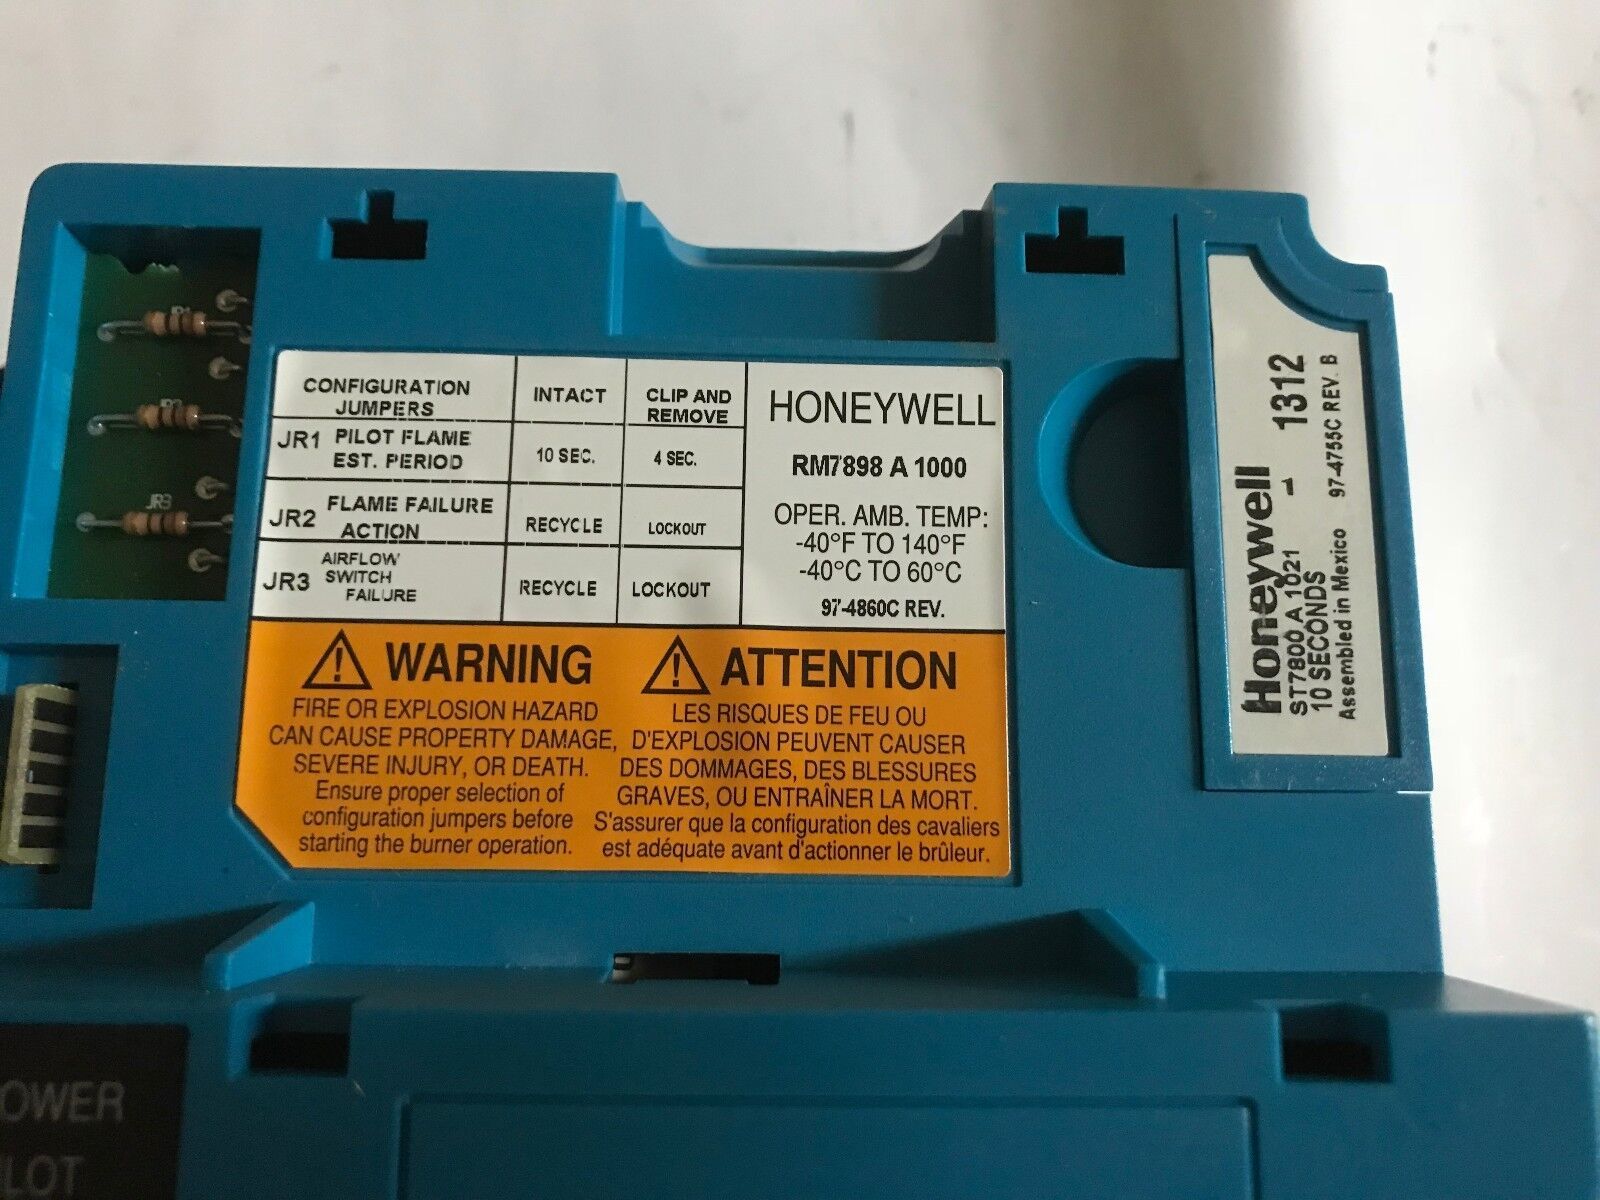 JR1
JR3
CONFIGURATION JUMPERS
INTACT
CLIP AND REMOVE
JR1 PILOT FLAME EST. PERIOD
10 SEC.
4 SEC.
JR2 FLAME FAILURE ACTION
RECYCLE
LOCKOUT
JR3 AIRFLOW SWITCH FAILURE
RECYCLE
LOCKOUT
HONEYWELL
RM7898 A 1000
OPER. AMB. TEMP:
-40°F TO 140°F
-40°C TO 60°C
97-4860C REV.
WARNING
FIRE OR EXPLOSION HAZARD
CAN CAUSE PROPERTY DAMAGE,
SEVERE INJURY, OR DEATH.
Ensure proper selection of
configuration jumpers before
starting the burner operation.
ATTENTION
LES RISQUES DE FEU OU
D'EXPLOSION PEUVENT CAUSER
DES DOMMAGES, DES BLESSURES
GRAVES, OU ENTRAÎNER LA MORT.
S'assurer que la configuration des cavaliers
est adéquate avant d'actionner le brûleur.
Honeywell 1312
ST7800 A 1021
10 SECONDS
Assembled in Mexico 97-4755C REV. B
OWER
ILOT